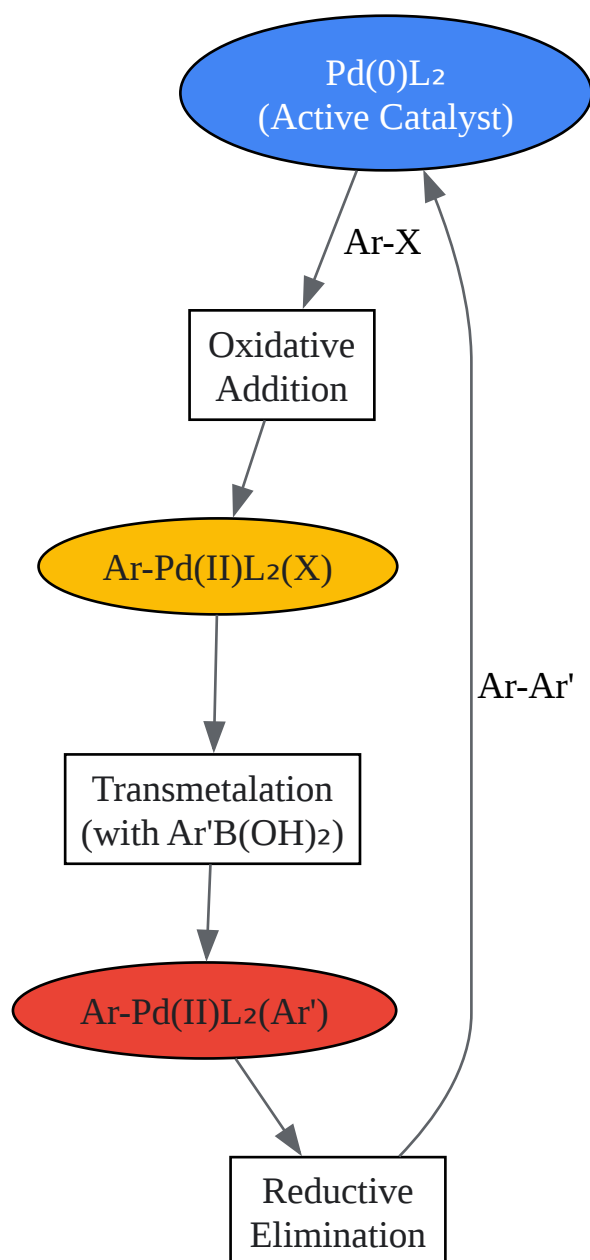 Pd(0)L₂
(Active Catalyst)
Ar-X
Oxidative
Addition
Ar-Pd(II)L₂(X)
Ar-Ar'
Transmetalation
(with Ar'B(OH)₂)
Ar-Pd(II)L₂(Ar')
Reductive
Elimination